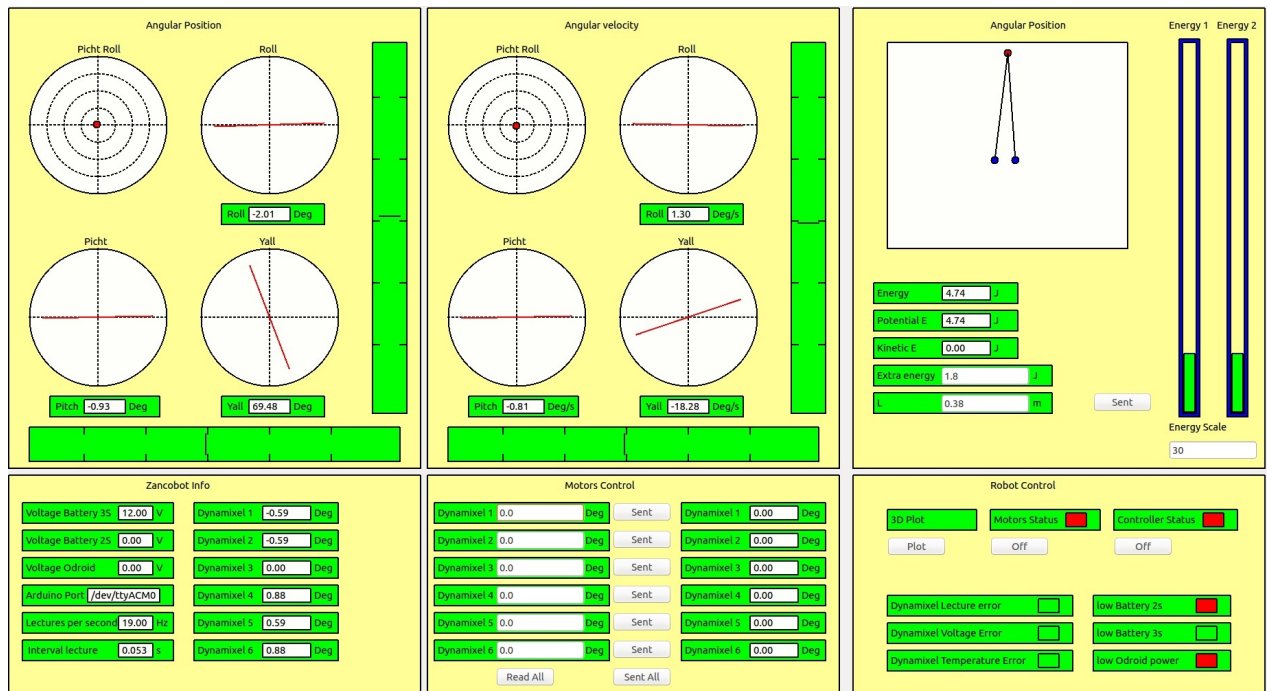 Angular Position
Picht Roll
Roll
Roll -2.01 Deg
Picht
Yall
Pitch -0.93 Deg
Yall 69.48 Deg
Angular velocity
Picht Roll
Roll
Roll 1.30 Deg/s
Picht
Yall
Pitch -0.81 Deg/s
Yall -18.28 Deg/s
Angular Position
Energy 1
Energy 2
Energy 4.74 J
Potential E 4.74 J
Kinetic E 0.00 J
Extra energy 1.8 J
L 0.38 m
Sent
Energy Scale
30
Zancobot Info
Voltage Battery 3S 12.00 V
Voltage Battery 2S 0.00 V
Voltage Odroid 0.00 V
Arduino Port /dev/ttyACM0
Lectures per second 19.00 Hz
Interval lecture 0.053 s
Dynamixel 1 -0.59 Deg
Dynamixel 2 -0.59 Deg
Dynamixel 3 0.00 Deg
Dynamixel 4 0.88 Deg
Dynamixel 5 0.59 Deg
Dynamixel 6 0.88 Deg
Motors Control
Dynamixel 1 0.0 Deg Sent
Dynamixel 2 0.0 Deg Sent
Dynamixel 3 0.0 Deg Sent
Dynamixel 4 0.0 Deg Sent
Dynamixel 5 0.0 Deg Sent
Dynamixel 6 0.0 Deg Sent
Read All
Sent All
Dynamixel 1 0.00 Deg
Dynamixel 2 0.00 Deg
Dynamixel 3 0.00 Deg
Dynamixel 4 0.00 Deg
Dynamixel 5 0.00 Deg
Dynamixel 6 0.00 Deg
Robot Control
3D Plot
Motors Status
Controller Status
Plot
Off
Off
Dynamixel Lecture error
Dynamixel Voltage Error
Dynamixel Temperature Error
low Battery 2s
low Battery 3s
low Odroid power